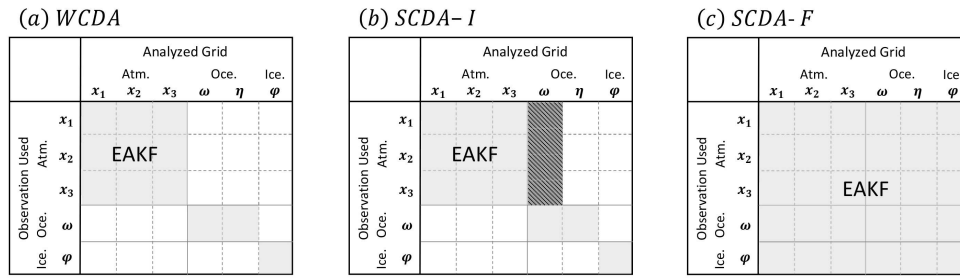 (a) WCDA
Analyzed Grid
Atm. Oce. Ice.
x₁ x₂ x₃ ω η φ
Observation Used
Atm.
x₁
x₂
x₃
EAKF
Oce.
ω
Ice.
φ
(b) SCDA– I
Analyzed Grid
Atm. Oce. Ice.
x₁ x₂ x₃ ω η φ
Observation Used
Atm.
x₁
x₂
x₃
EAKF
Oce.
ω
Ice.
φ
(c) SCDA- F
Analyzed Grid
Atm. Oce. Ice.
x₁ x₂ x₃ ω η φ
Observation Used
Atm.
x₁
x₂
x₃
EAKF
Oce.
ω
Ice.
φ